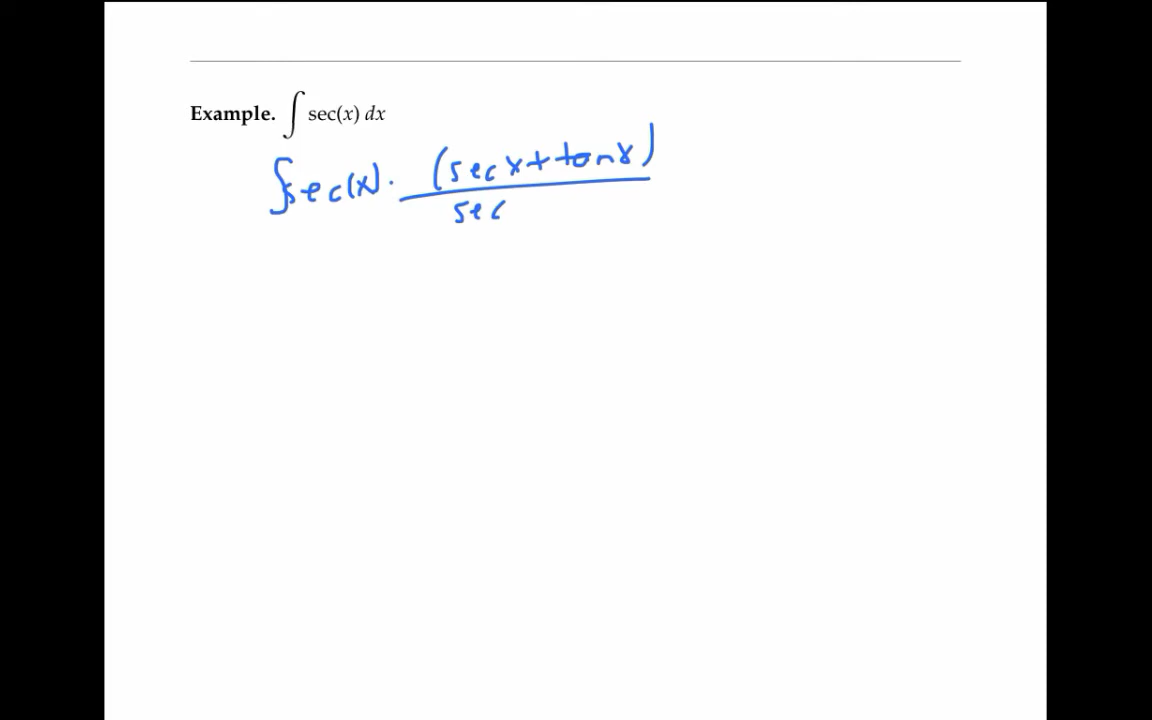 Example. ∫ sec(x) dx
∫sec(x) · (sec x + tan x)
sec